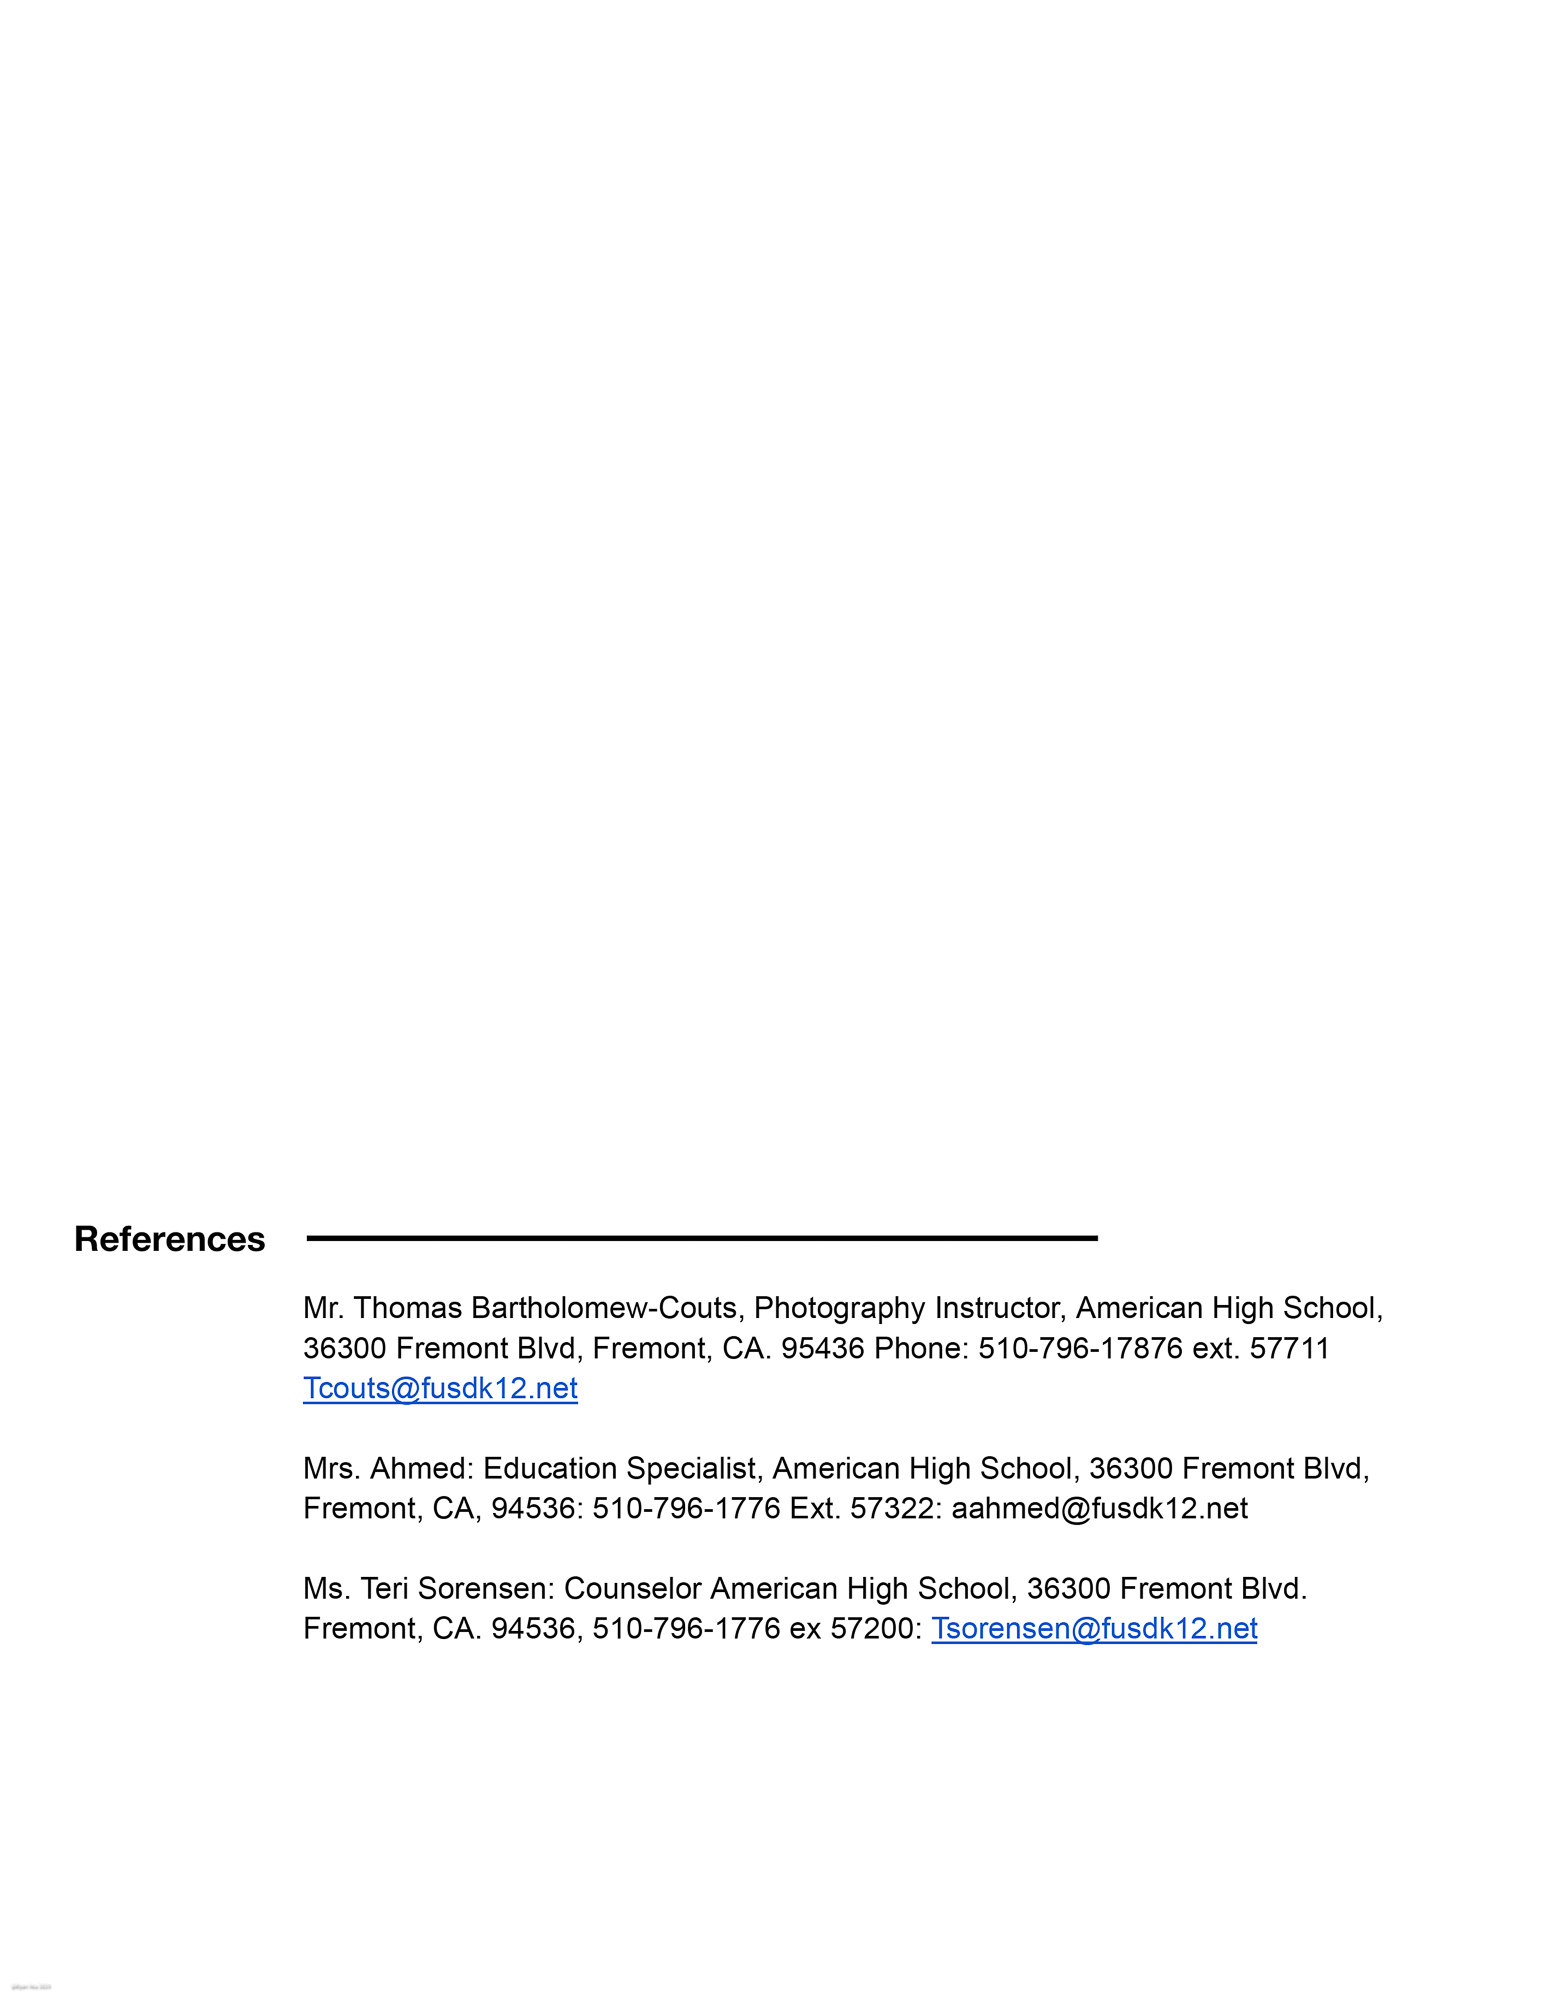 References
Mr. Thomas Bartholomew-Couts, Photography Instructor, American High School,
36300 Fremont Blvd, Fremont, CA. 95436 Phone: 510-796-17876 ext. 57711
Tcouts@fusdk12.net
Mrs. Ahmed: Education Specialist, American High School, 36300 Fremont Blvd,
Fremont, CA, 94536: 510-796-1776 Ext. 57322: aahmed@fusdk12.net
Ms. Teri Sorensen: Counselor American High School, 36300 Fremont Blvd.
Fremont, CA. 94536, 510-796-1776 ex 57200: Tsorensen@fusdk12.net